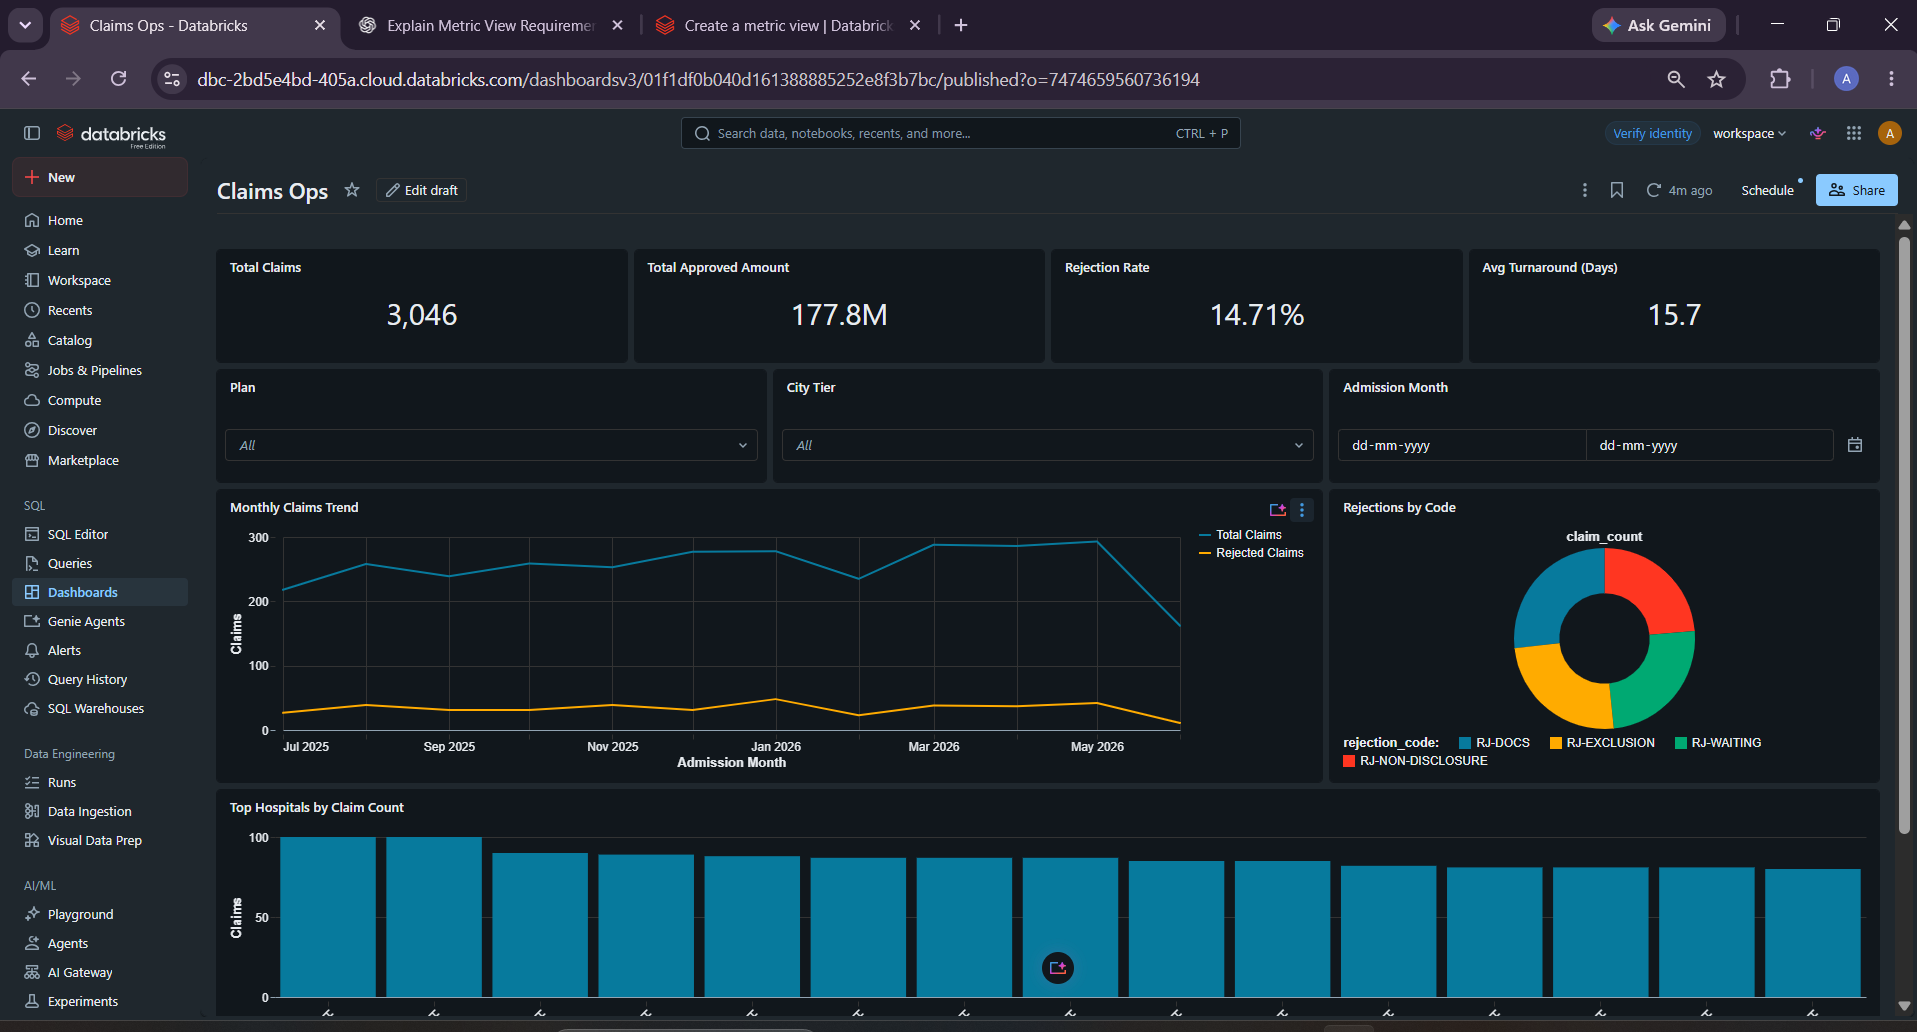 Claims Ops - Databricks
Explain Metric View Requiremen
Create a metric view | Databrick
Ask Gemini
dbc-2bd5e4bd-405a.cloud.databricks.com/dashboardsv3/01f1df0b040d161388885252e8f3b7bc/published?o=7474659560736194
A
databricks
Free Edition
Search data, notebooks, recents, and more...
CTRL + P
Verify identity
workspace
A
New
Home
Learn
Workspace
Recents
Catalog
Jobs & Pipelines
Compute
Discover
Marketplace
SQL
SQL Editor
Queries
Dashboards
Genie Agents
Alerts
Query History
SQL Warehouses
Data Engineering
Runs
Data Ingestion
Visual Data Prep
AI/ML
Playground
Agents
AI Gateway
Experiments
Claims Ops
Edit draft
4m ago
Schedule
Share
Total Claims
3,046
Total Approved Amount
177.8M
Rejection Rate
14.71%
Avg Turnaround (Days)
15.7
Plan
All
City Tier
All
Admission Month
dd-mm-yyyy
dd-mm-yyyy
Monthly Claims Trend
Total Claims
Rejected Claims
300
200
100
0
Claims
Jul 2025
Sep 2025
Nov 2025
Jan 2026
Mar 2026
May 2026
Admission Month
Rejections by Code
claim_count
rejection_code:
RJ-DOCS
RJ-EXCLUSION
RJ-WAITING
RJ-NON-DISCLOSURE
Top Hospitals by Claim Count
100
50
0
Claims